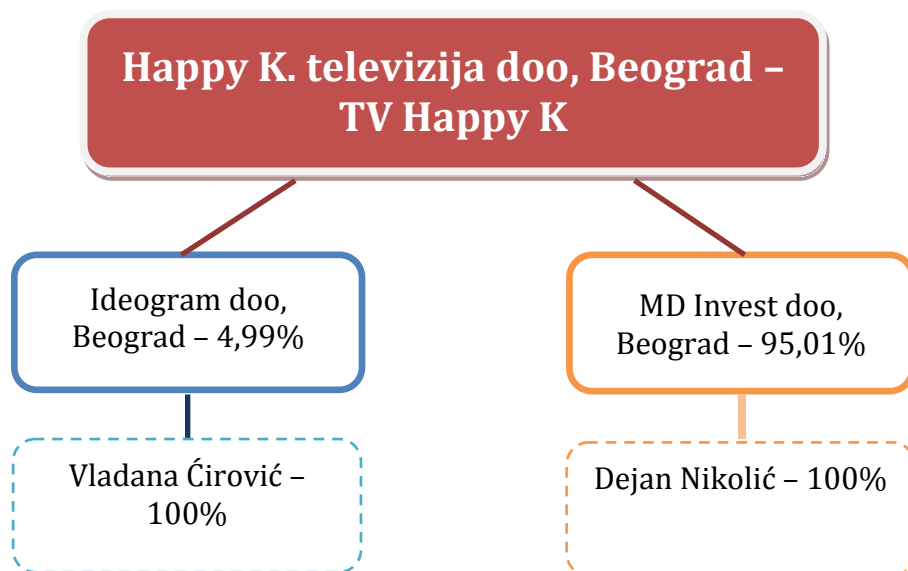 Happy K. televizija doo, Beograd –
TV Happy K
Ideogram doo,
Beograd – 4,99%
MD Invest doo,
Beograd – 95,01%
Vladana Ćirović –
100%
Dejan Nikolić – 100%